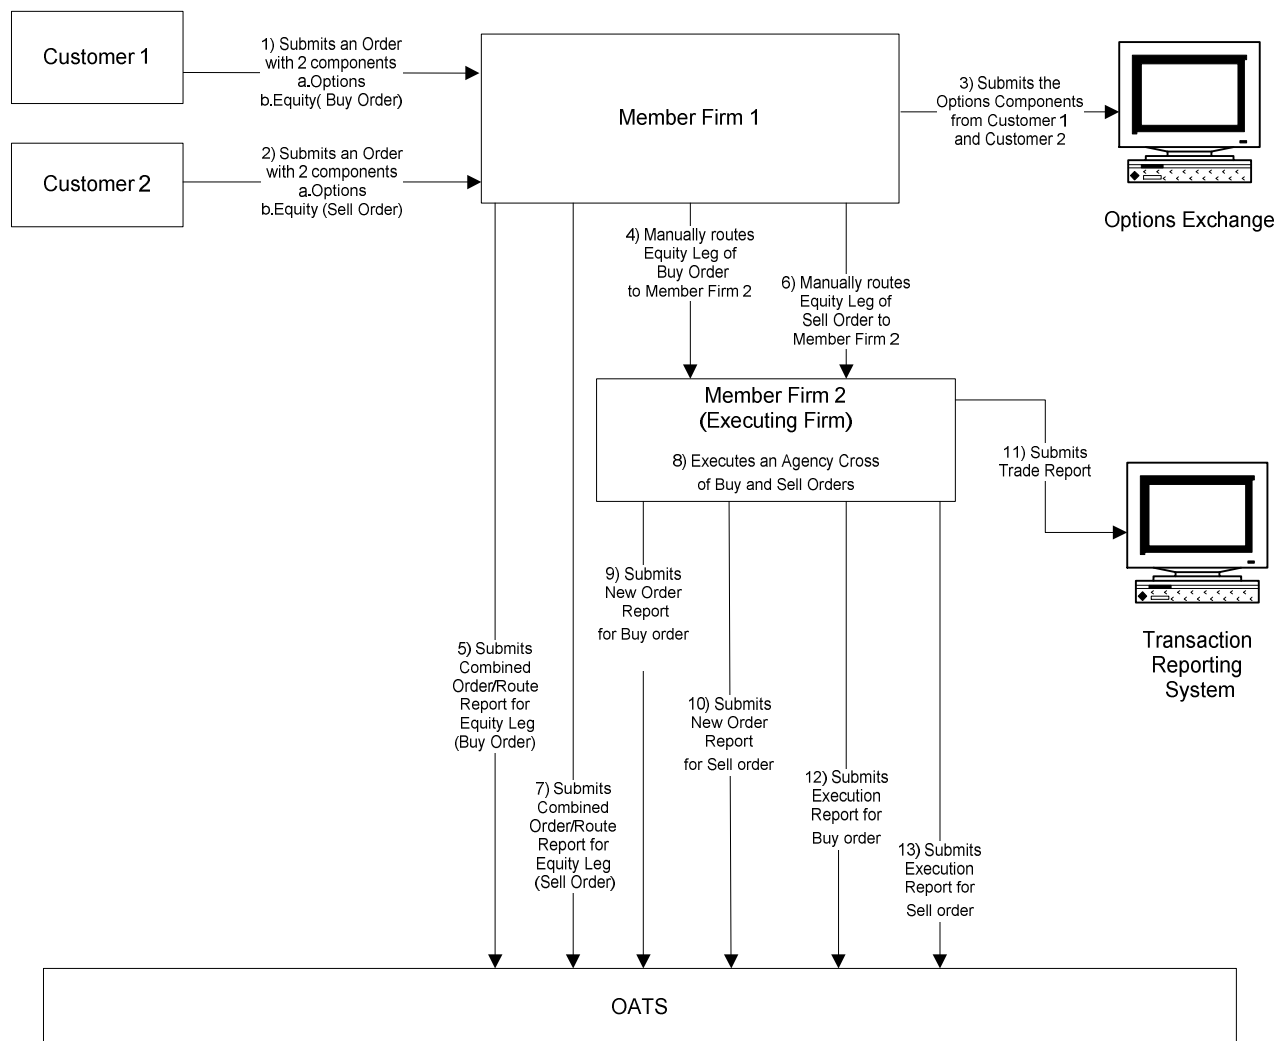 Customer 1
1) Submits an Order
with 2 components
a.Options
b.Equity( Buy Order)
Customer 2
2) Submits an Order
with 2 components
a.Options
b.Equity (Sell Order)
Member Firm 1
3) Submits the
Options Components
from Customer 1
and Customer 2
Options Exchange
4) Manually routes
Equity Leg of
Buy Order
to Member Firm 2
6) Manually routes
Equity Leg of
Sell Order to
Member Firm 2
Member Firm 2
(Executing Firm)
8) Executes an Agency Cross
of Buy and Sell Orders
11) Submits
Trade Report
Transaction
Reporting
System
5) Submits
Combined
Order/Route
Report for
Equity Leg
(Buy Order)
7) Submits
Combined
Order/Route
Report for
Equity Leg
(Sell Order)
9) Submits
New Order
Report
for Buy order
10) Submits
New Order
Report
for Sell order
12) Submits
Execution
Report for
Buy order
13) Submits
Execution
Report for
Sell order
OATS